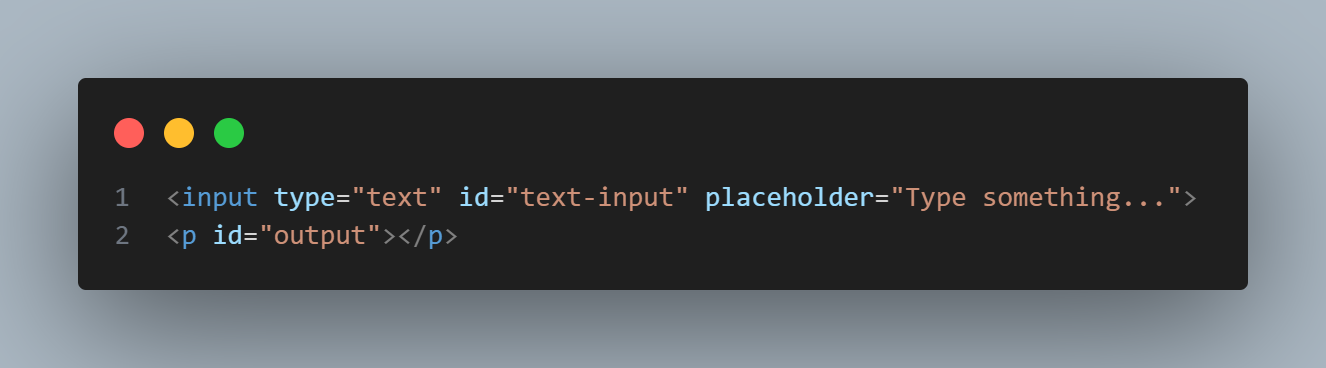 1 <input type="text" id="text-input" placeholder="Type something...">
2 <p id="output"></p>